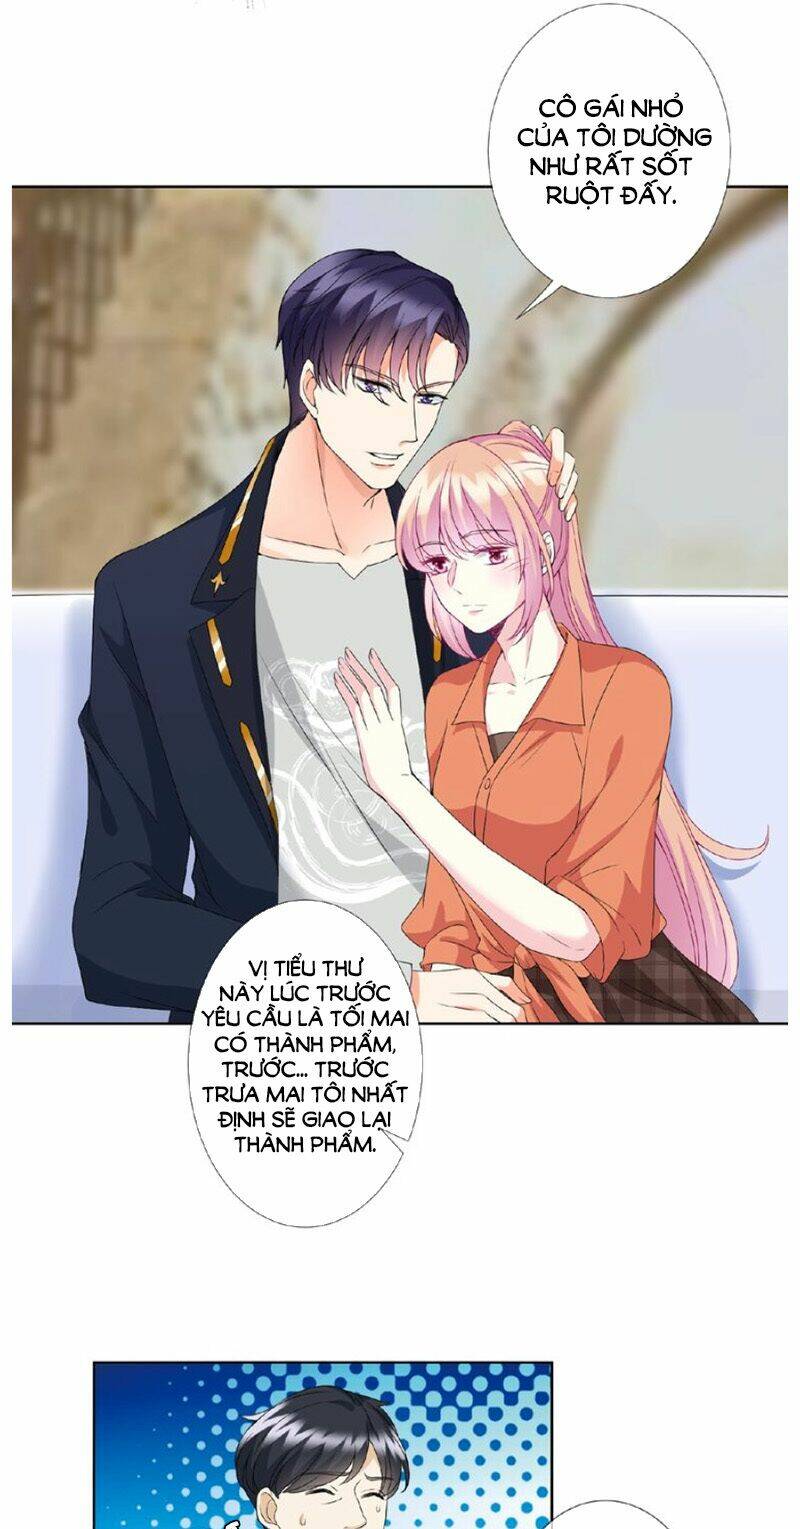 CÔ GÁI NHỎ
CỦA TÔI DƯỜNG
NHƯ RẤT SỐT
RUỘT ĐẤY.
VỊ TIỂU THƯ
NÀY LÚC TRƯỚC
YÊU CẦU LÀ TỐI MAI
CÓ THÀNH PHẨM,
TRƯỚC... TRƯỚC
TRƯA MAI TÔI NHẤT
ĐỊNH SẼ GIAO LẠI
THÀNH PHẨM.